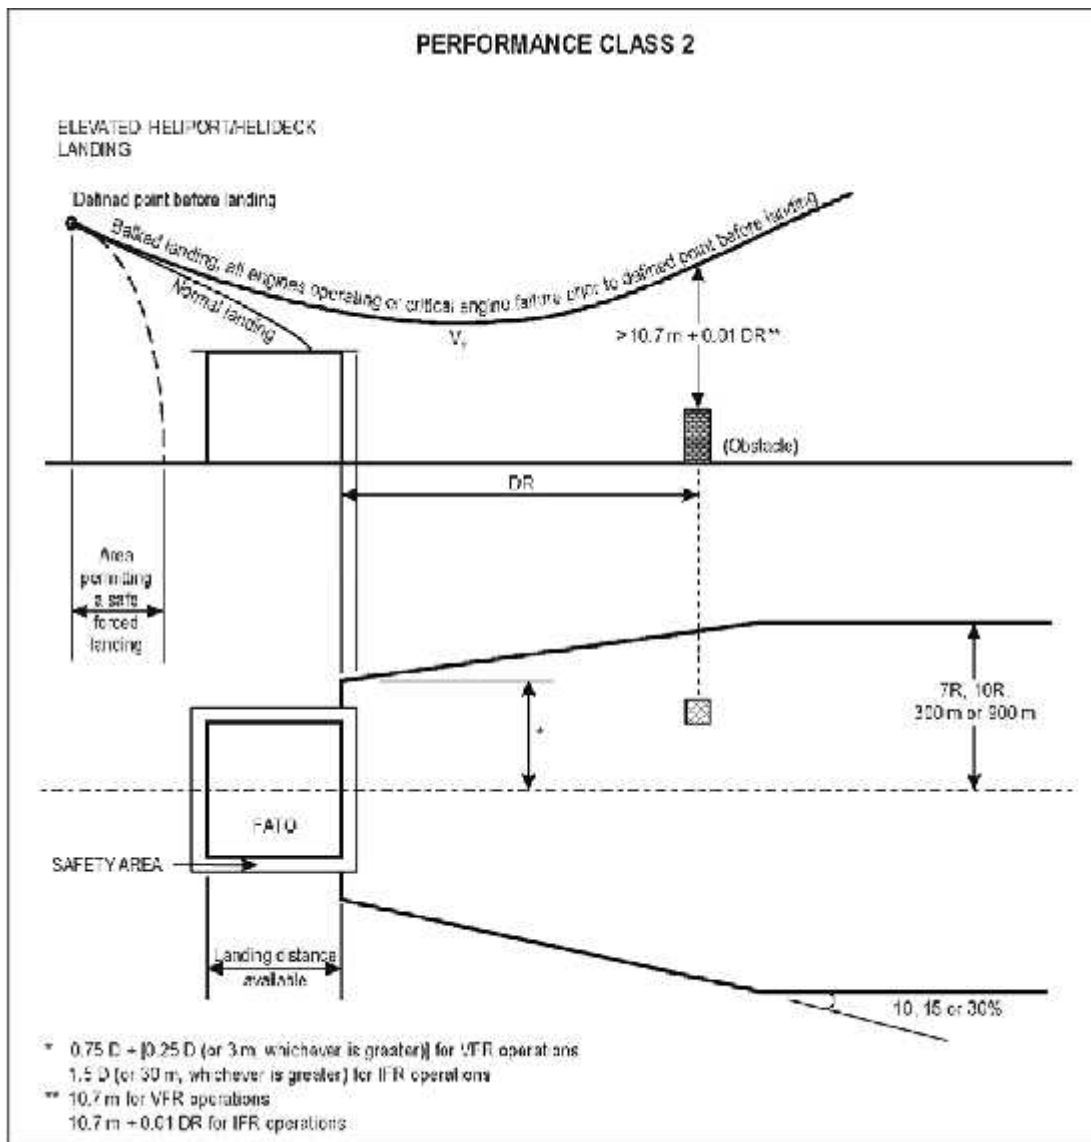 PERFORMANCE CLASS 2
ELEVATED HELIPORT/HELIDECK
LANDING
Defined point before landing
Balked landing, all engines operating or critical engine failure prior to defined point before landing
Normal landing
Vy
>10.7 m + 0.01 DR**
(Obstacle)
DR
Area
permitting
a safe
forced
landing
7R, 10R,
300 m or 900 m
*
FATO
SAFETY AREA
Landing distance
available
10, 15 or 30%
* 0.75 D + [0.25 D (or 3 m, whichever is greater)] for VFR operations
1.5 D (or 30 m, whichever is greater) for IFR operations
** 10.7 m for VFR operations
10.7 m + 0.01 DR for IFR operations